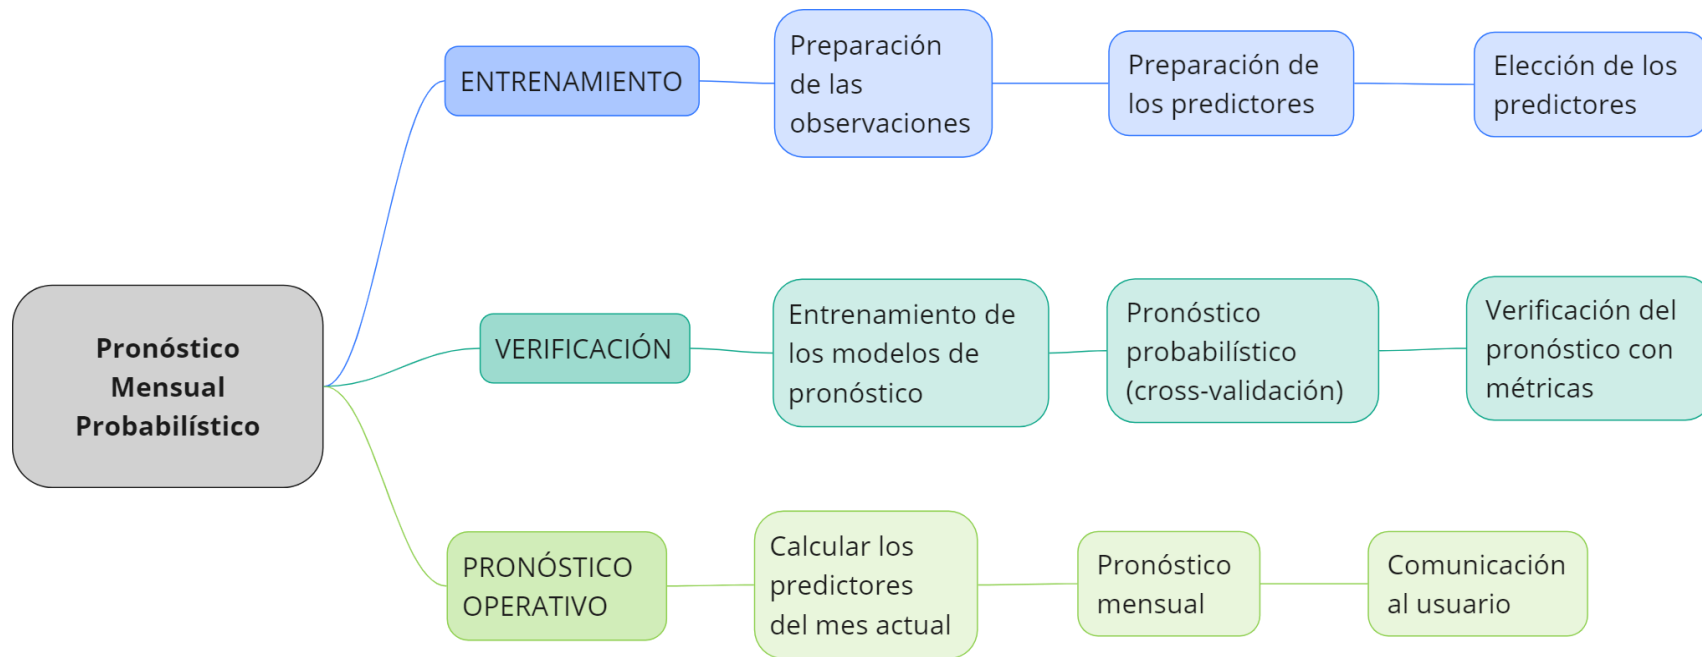 Pronóstico
Mensual
Probabilístico
ENTRENAMIENTO
Preparación
de las
observaciones
Preparación de
los predictores
Elección de los
predictores
VERIFICACIÓN
Entrenamiento de
los modelos de
pronóstico
Pronóstico
probabilístico
(cross-validación)
Verificación del
pronóstico con
métricas
PRONÓSTICO
OPERATIVO
Calcular los
predictores
del mes actual
Pronóstico
mensual
Comunicación
al usuario